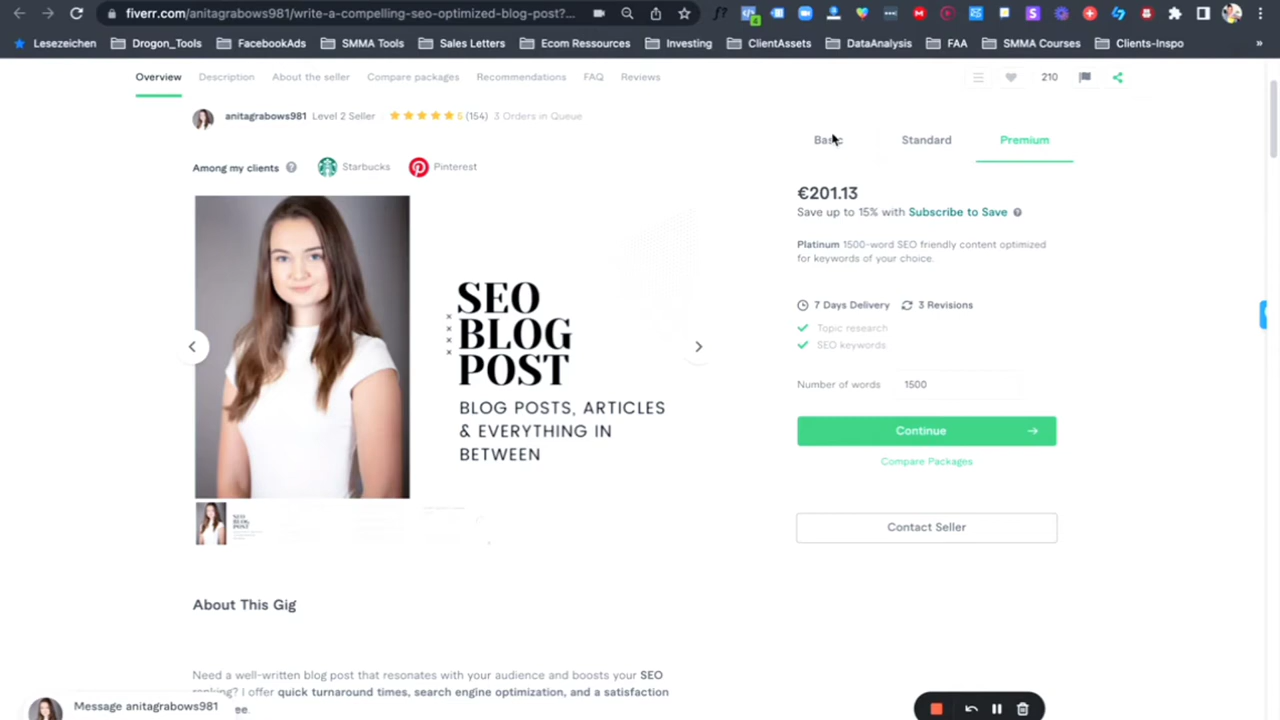 fiverr.com/anitagrabows981/write-a-compelling-seo-optimized-blog-post?...
Lesezeichen Drogon_Tools FacebookAds SMMA Tools Sales Letters Ecom Ressources Investing ClientAssets DataAnalysis FAA SMMA Courses Clients-Inspo »
Overview Description About the seller Compare packages Recommendations FAQ Reviews 210
anitagrabows981 Level 2 Seller 5 (154) 3 Orders in Queue
Basic Standard Premium
Among my clients ? Starbucks Pinterest
€201.13
Save up to 15% with Subscribe to Save ?
Platinum 1500-word SEO friendly content optimized
for keywords of your choice.
7 Days Delivery 3 Revisions
Topic research
SEO keywords
Number of words 1500
Continue →
Compare Packages
Contact Seller
SEO
BLOG
POST
BLOG POSTS, ARTICLES
& EVERYTHING IN
BETWEEN
SEO
BLOG
POST
About This Gig
Need a well-written blog post that resonates with your audience and boosts your SEO
ranking? I offer quick turnaround times, search engine optimization, and a satisfaction
ee.
Message anitagrabows981